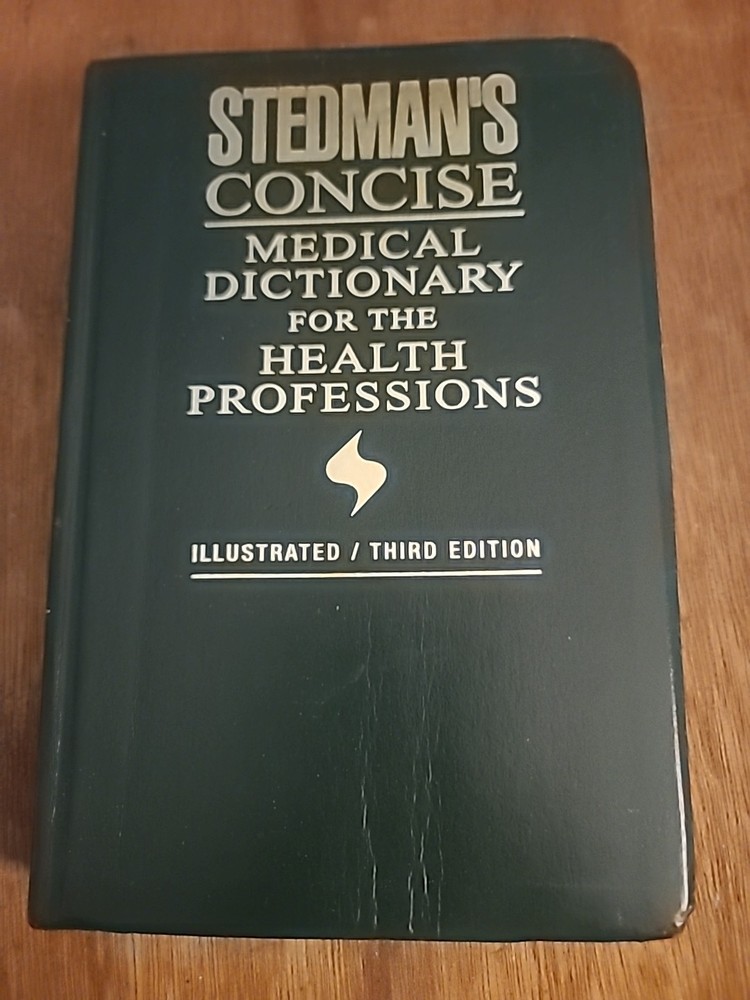 STEDMAN'S
CONCISE
MEDICAL
DICTIONARY
FOR THE
HEALTH
PROFESSIONS
ILLUSTRATED / THIRD EDITION